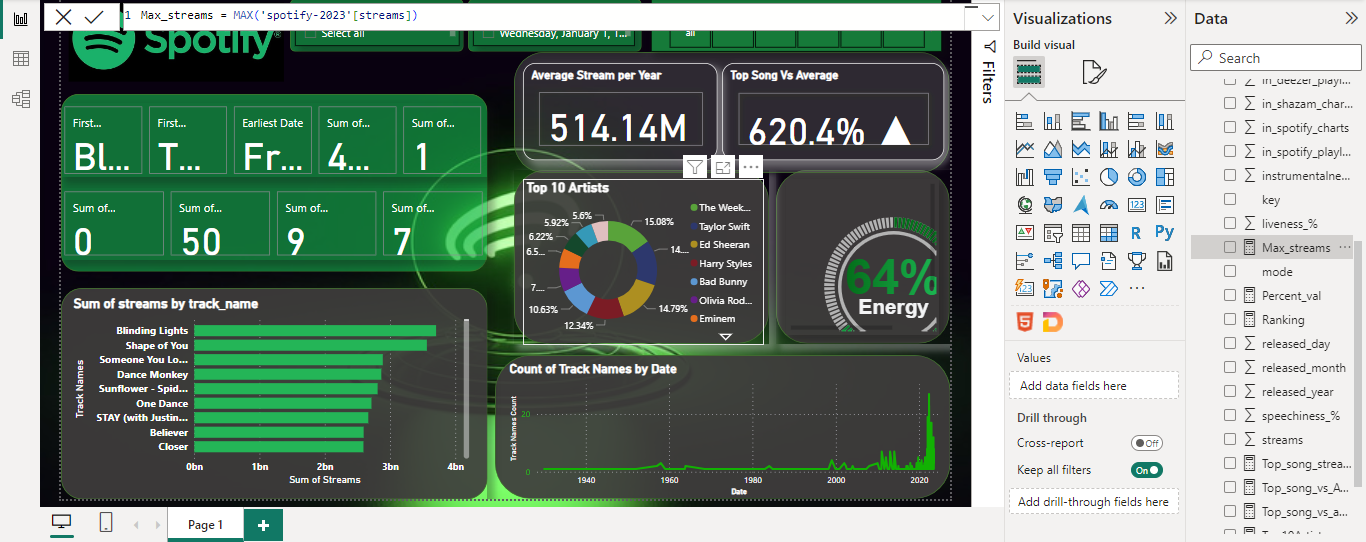 1 Max_streams = MAX('spotify-2023'[streams])
Spotify®
Select all
Wednesday, January 1, 1...
all
Average Stream per Year
514.14M
Top Song Vs Average
620.4% ▲
First...
Bl...
First...
T...
Earliest Date
Fr...
Sum of...
4...
Sum of...
1
Sum of...
0
Sum of...
50
Sum of...
9
Sum of...
7
Top 10 Artists
15.08%
14....
14.79%
12.34%
10.63%
7....
6.5...
6.22%
5.92%
5.6%
The Week...
Taylor Swift
Ed Sheeran
Harry Styles
Bad Bunny
Olivia Rod...
Eminem
64%
Energy
Sum of streams by track_name
Track Names
Blinding Lights
Shape of You
Someone You Lo...
Dance Monkey
Sunflower - Spid...
One Dance
STAY (with Justin...
Believer
Closer
0bn 1bn 2bn 3bn 4bn
Sum of Streams
Count of Track Names by Date
Track Names Count
20
0
1940 1960 1980 2000 2020
Date
Page 1
Filters
Visualizations
Build visual
123
R
Py
Values
Add data fields here
Drill through
Cross-report
Off
Keep all filters
On
Add drill-through fields here
Data
Search
in_deezer_playl...
in_shazam_char...
in_spotify_charts
in_spotify_playl...
instrumentalne...
key
liveness_%
Max_streams
mode
Percent_val
Ranking
released_day
released_month
released_year
speechiness_%
streams
Top_song_strea...
Top_song_vs_A...
Top_song_vs_a...